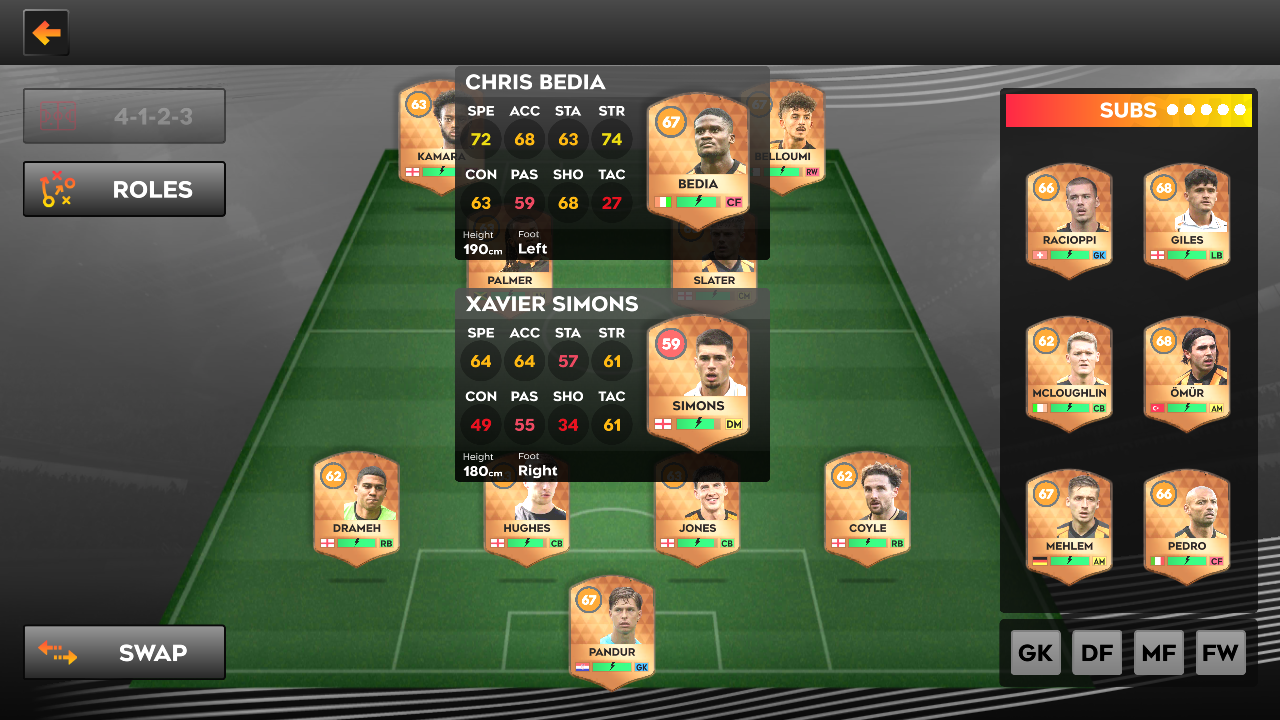 4-1-2-3
ROLES
SWAP
63
KAMARA
CHRIS BEDIA
SPE ACC STA STR
72 68 63 74
CON PAS SHO TAC
63 59 68 27
Height Foot
190cm Left
67
BEDIA
CF
67
BELLOUMI
RW
PALMER
SLATER
CM
XAVIER SIMONS
SPE ACC STA STR
64 64 57 61
CON PAS SHO TAC
49 55 34 61
Height Foot
180cm Right
59
SIMONS
DM
62
DRAMEH
RB
HUGHES
CB
JONES
CB
62
COYLE
RB
67
PANDUR
GK
SUBS
66 68
RACIOPPI GILES
GK LB
62 68
MCLOUGHLIN ÖMÜR
CB AM
67 66
MEHLEM PEDRO
AM CF
GK DF MF FW